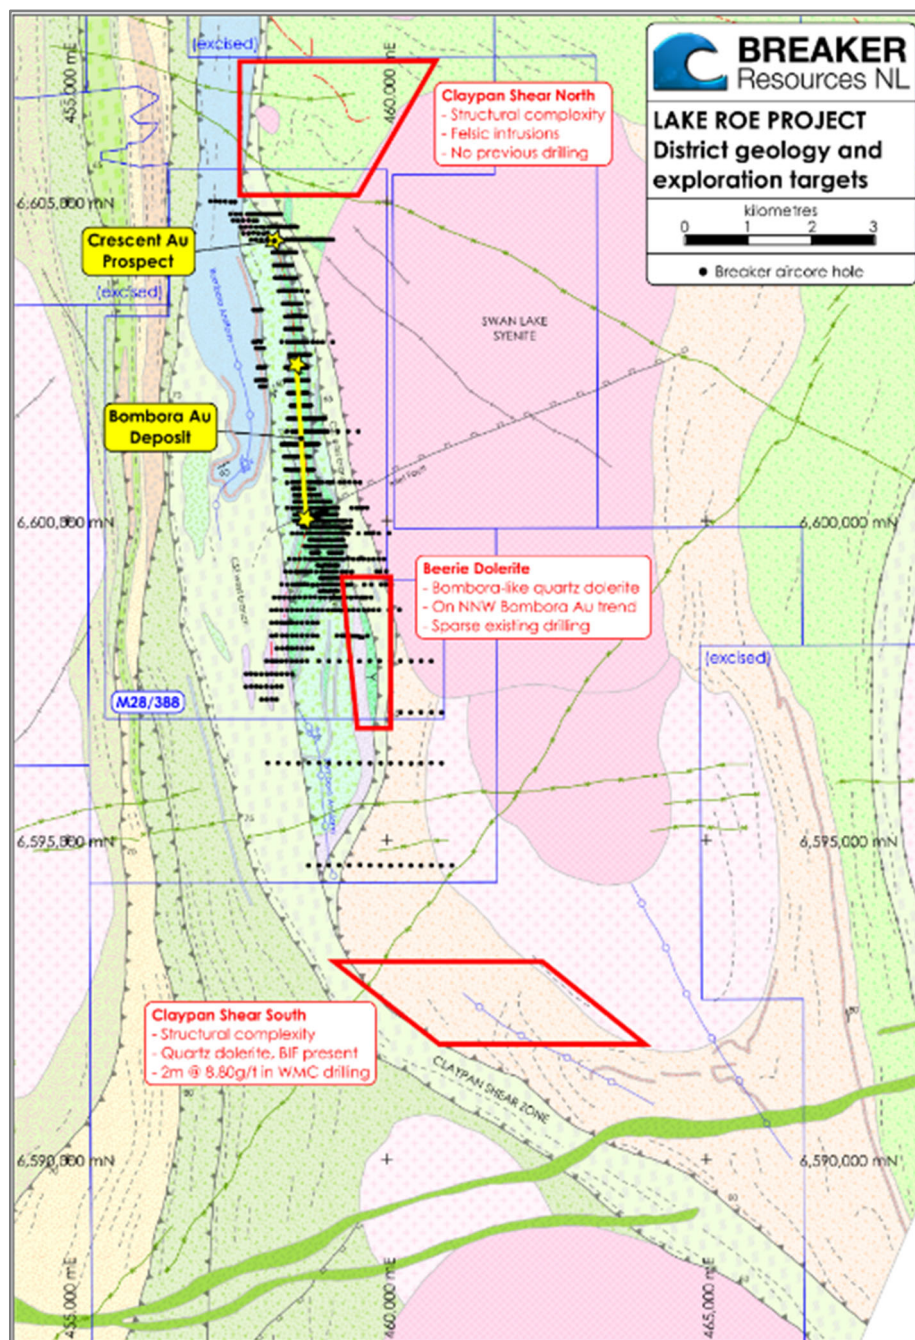 BREAKER
Resources NL
LAKE ROE PROJECT
District geology and
exploration targets
kilometres
0 1 2 3
Breaker aircore hole
(excised)
455,000 mE
460,000 mE
Claypan Shear North
- Structural complexity
- Felsic intrusions
- No previous drilling
6,605,000 mN
Crescent Au
Prospect
(excised)
SWAN LAKE
SYENITE
Bombora Au
Deposit
6,600,000 mN
6,600,000 mN
Beerie Dolerite
- Bombora-like quartz dolerite
- On NNW Bombora Au trend
- Sparse existing drilling
(excised)
M28/388
6,595,000 mN
6,595,000 mN
Claypan Shear South
- Structural complexity
- Quartz dolerite, BIF present
- 2m @ 8.80g/t in WMC drilling
CLAYPAN SHEAR ZONE
6,590,000 mN
6,590,000 mN
455,000 mE
460,000 mE
465,000 mE